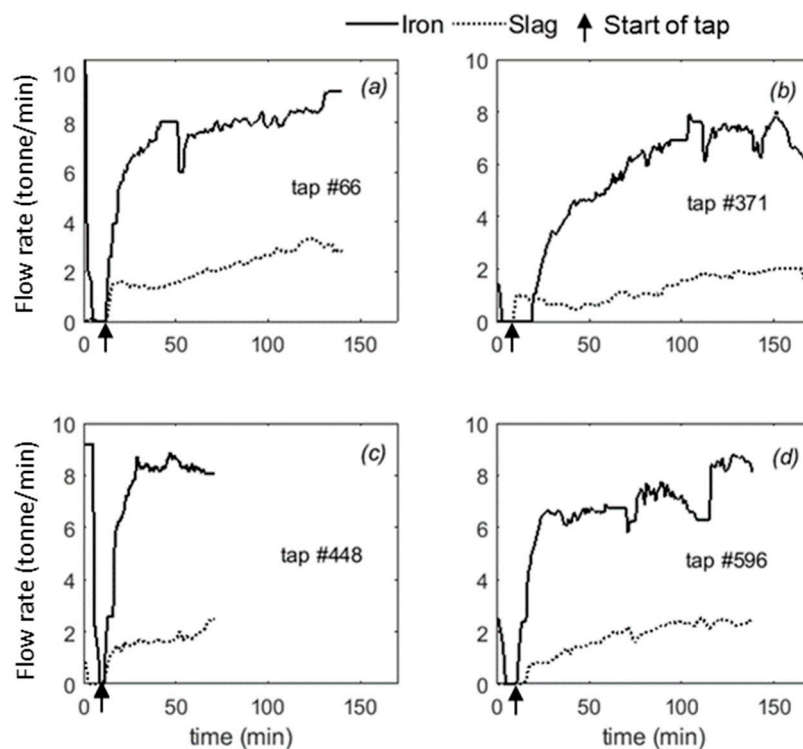 Iron Slag Start of tap
Flow rate (tonne/min)
10
8
6
4
2
0
(a)
tap #66
0 50 100 150
10
8
6
4
2
0
(b)
tap #371
0 50 100 150
Flow rate (tonne/min)
10
8
6
4
2
0
(c)
tap #448
0 50 100 150
time (min)
10
8
6
4
2
0
(d)
tap #596
0 50 100 150
time (min)